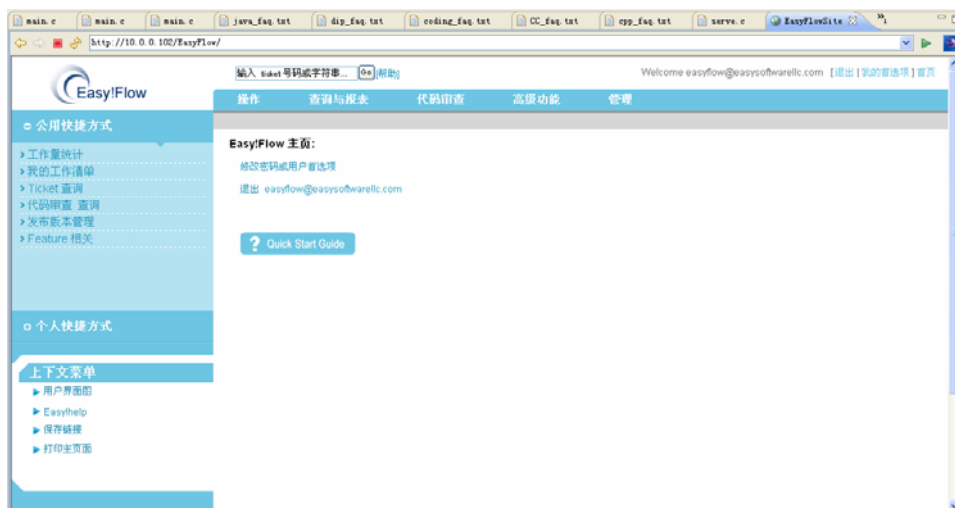 main.c main.c main.c java_faq.txt dip_faq.txt coding_faq.txt CC_faq.txt cpp_faq.txt serve.c EasyFlowSite
http://10.0.0.102/EasyFlow/
Easy!Flow
输入 ticket 号码或字符串... Go [帮助]
Welcome easyflow@easysoftwarellc.com [退出 | 我的首选项] 首页
操作 查询与报表 代码审查 高级功能 管理
公用快捷方式
工作量统计
我的工作清单
Ticket 查询
代码审查 查询
发布版本管理
Feature 相关
个人快捷方式
上下文菜单
用户界面图
Easyhelp
保存链接
打印主页面
Easy!Flow 主页:
修改密码或用户首选项
退出 easyflow@easysoftwarellc.com
? Quick Start Guide